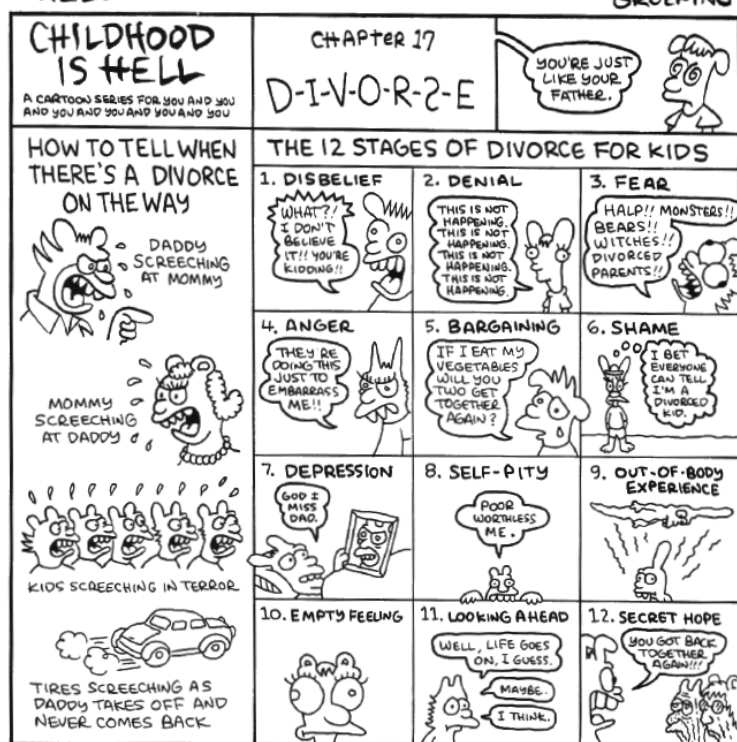 CHILDHOOD
IS HELL
A CARTOON SERIES FOR YOU AND YOU
AND YOU AND YOU AND YOU AND YOU
CHAPTER 17
D-I-V-O-R-S-E
YOU'RE JUST
LIKE YOUR
FATHER.
HOW TO TELL WHEN
THERE'S A DIVORCE
ON THE WAY
DADDY
SCREECHING
AT MOMMY
MOMMY
SCREECHING
AT DADDY
KIDS SCREECHING IN TERROR
TIRES SCREECHING AS
DADDY TAKES OFF AND
NEVER COMES BACK
THE 12 STAGES OF DIVORCE FOR KIDS
1. DISBELIEF
WHAT?!
I DON'T
BELIEVE
IT!! YOU'RE
KIDDING!!
2. DENIAL
THIS IS NOT
HAPPENING.
THIS IS NOT
HAPPENING.
THIS IS NOT
HAPPENING.
THIS IS NOT
HAPPENING.
3. FEAR
HALP!! MONSTERS!!
BEARS!!
WITCHES!!
DIVORCED
PARENTS!!
4. ANGER
THEY'RE
DOING THIS
JUST TO
EMBARRASS
ME!!
5. BARGAINING
IF I EAT MY
VEGETABLES
WILL YOU
TWO GET
TOGETHER
AGAIN?
6. SHAME
I BET
EVERYONE
CAN TELL
I'M A
DIVORCED
KID.
7. DEPRESSION
GOD I
MISS
DAD.
8. SELF-PITY
POOR
WORTHLESS
ME.
9. OUT-OF-BODY
EXPERIENCE
10. EMPTY FEELING
11. LOOKING AHEAD
WELL, LIFE GOES
ON, I GUESS.
MAYBE.
I THINK.
12. SECRET HOPE
YOU GOT BACK
TOGETHER
AGAIN!!!